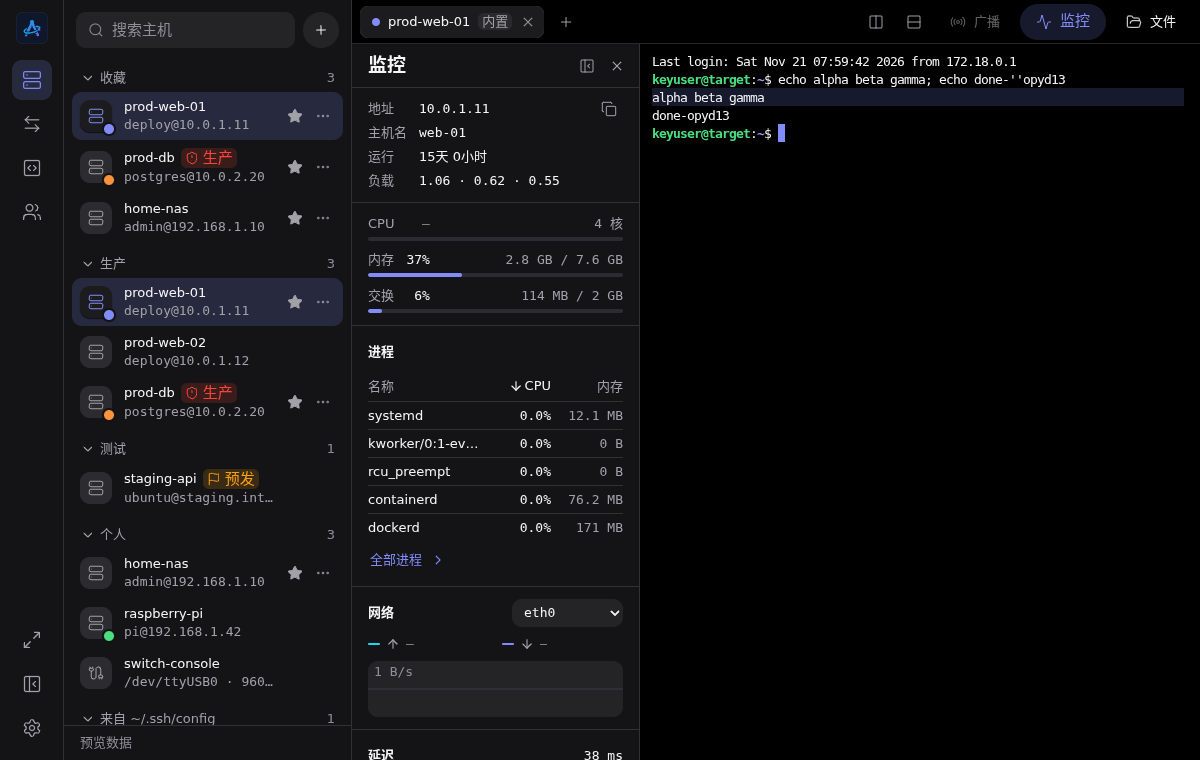 搜索主机
收藏 3
prod-web-01
deploy@10.0.1.11
prod-db 生产
postgres@10.0.2.20
home-nas
admin@192.168.1.10
生产 3
prod-web-01
deploy@10.0.1.11
prod-web-02
deploy@10.0.1.12
prod-db 生产
postgres@10.0.2.20
测试 1
staging-api 预发
ubuntu@staging.int…
个人 3
home-nas
admin@192.168.1.10
raspberry-pi
pi@192.168.1.42
switch-console
/dev/ttyUSB0 · 960…
来自 ~/.ssh/config 1
预览数据
prod-web-01 内置
广播 监控 文件
监控
地址 10.0.1.11
主机名 web-01
运行 15天 0小时
负载 1.06 · 0.62 · 0.55
CPU — 4 核
内存 37% 2.8 GB / 7.6 GB
交换 6% 114 MB / 2 GB
进程
名称 CPU 内存
systemd 0.0% 12.1 MB
kworker/0:1-ev… 0.0% 0 B
rcu_preempt 0.0% 0 B
containerd 0.0% 76.2 MB
dockerd 0.0% 171 MB
全部进程
网络 eth0
— —
1 B/s
延迟 38 ms
Last login: Sat Nov 21 07:59:42 2026 from 172.18.0.1
keyuser@target:~$ echo alpha beta gamma; echo done-''opyd13
alpha beta gamma
done-opyd13
keyuser@target:~$